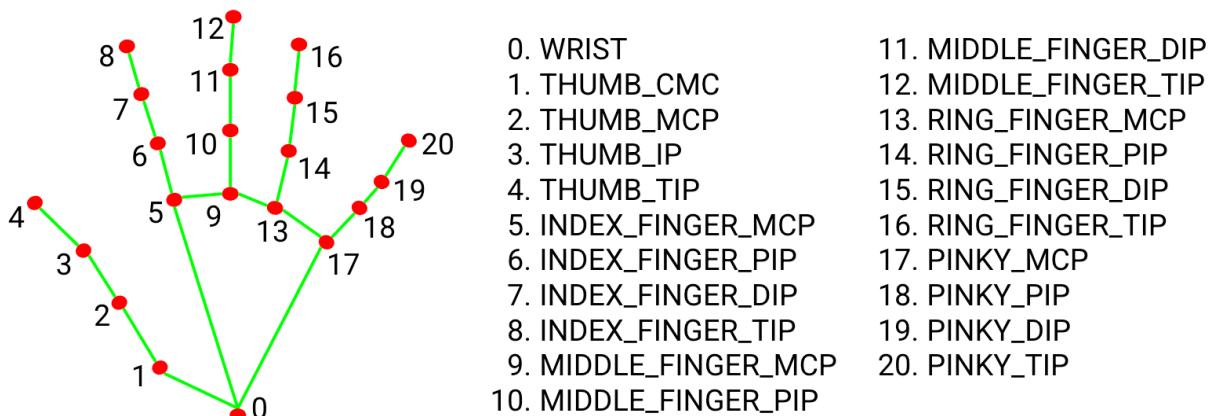 12
8
16
11
7
15
10
20
6
14
19
4
5
9
13
18
3
17
2
1
0
0. WRIST
1. THUMB_CMC
2. THUMB_MCP
3. THUMB_IP
4. THUMB_TIP
5. INDEX_FINGER_MCP
6. INDEX_FINGER_PIP
7. INDEX_FINGER_DIP
8. INDEX_FINGER_TIP
9. MIDDLE_FINGER_MCP
10. MIDDLE_FINGER_PIP
11. MIDDLE_FINGER_DIP
12. MIDDLE_FINGER_TIP
13. RING_FINGER_MCP
14. RING_FINGER_PIP
15. RING_FINGER_DIP
16. RING_FINGER_TIP
17. PINKY_MCP
18. PINKY_PIP
19. PINKY_DIP
20. PINKY_TIP